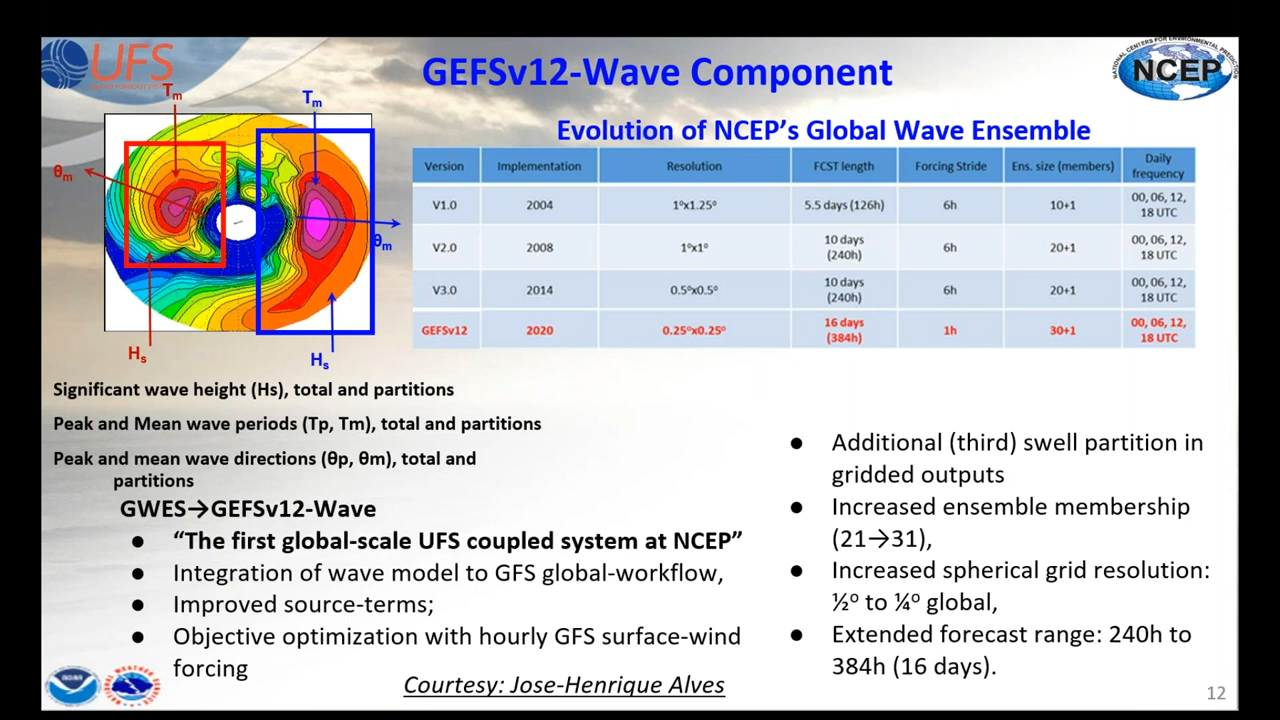 UFS
GEFSv12-Wave Component
NATIONAL CENTERS FOR ENVIRONMENTAL PREDICTION
NCEP
Tm
Tm
θm
θm
Hs
Hs
Evolution of NCEP's Global Wave Ensemble
Version Implementation Resolution FCST length Forcing Stride Ens. size (members) Daily frequency
V1.0 2004 1°x1.25° 5.5 days (126h) 6h 10+1 00, 06, 12, 18 UTC
V2.0 2008 1°x1° 10 days (240h) 6h 20+1 00, 06, 12, 18 UTC
V3.0 2014 0.5°x0.5° 10 days (240h) 6h 20+1 00, 06, 12, 18 UTC
GEFSv12 2020 0.25°x0.25° 16 days (384h) 1h 30+1 00, 06, 12, 18 UTC
Significant wave height (Hs), total and partitions
Peak and Mean wave periods (Tp, Tm), total and partitions
Peak and mean wave directions (θp, θm), total and
partitions
GWES→GEFSv12-Wave
● “The first global-scale UFS coupled system at NCEP”
● Integration of wave model to GFS global-workflow,
● Improved source-terms;
● Objective optimization with hourly GFS surface-wind
forcing
● Additional (third) swell partition in
gridded outputs
● Increased ensemble membership
(21→31),
● Increased spherical grid resolution:
½° to ¼° global,
● Extended forecast range: 240h to
384h (16 days).
Courtesy: Jose-Henrique Alves
NOAA
12